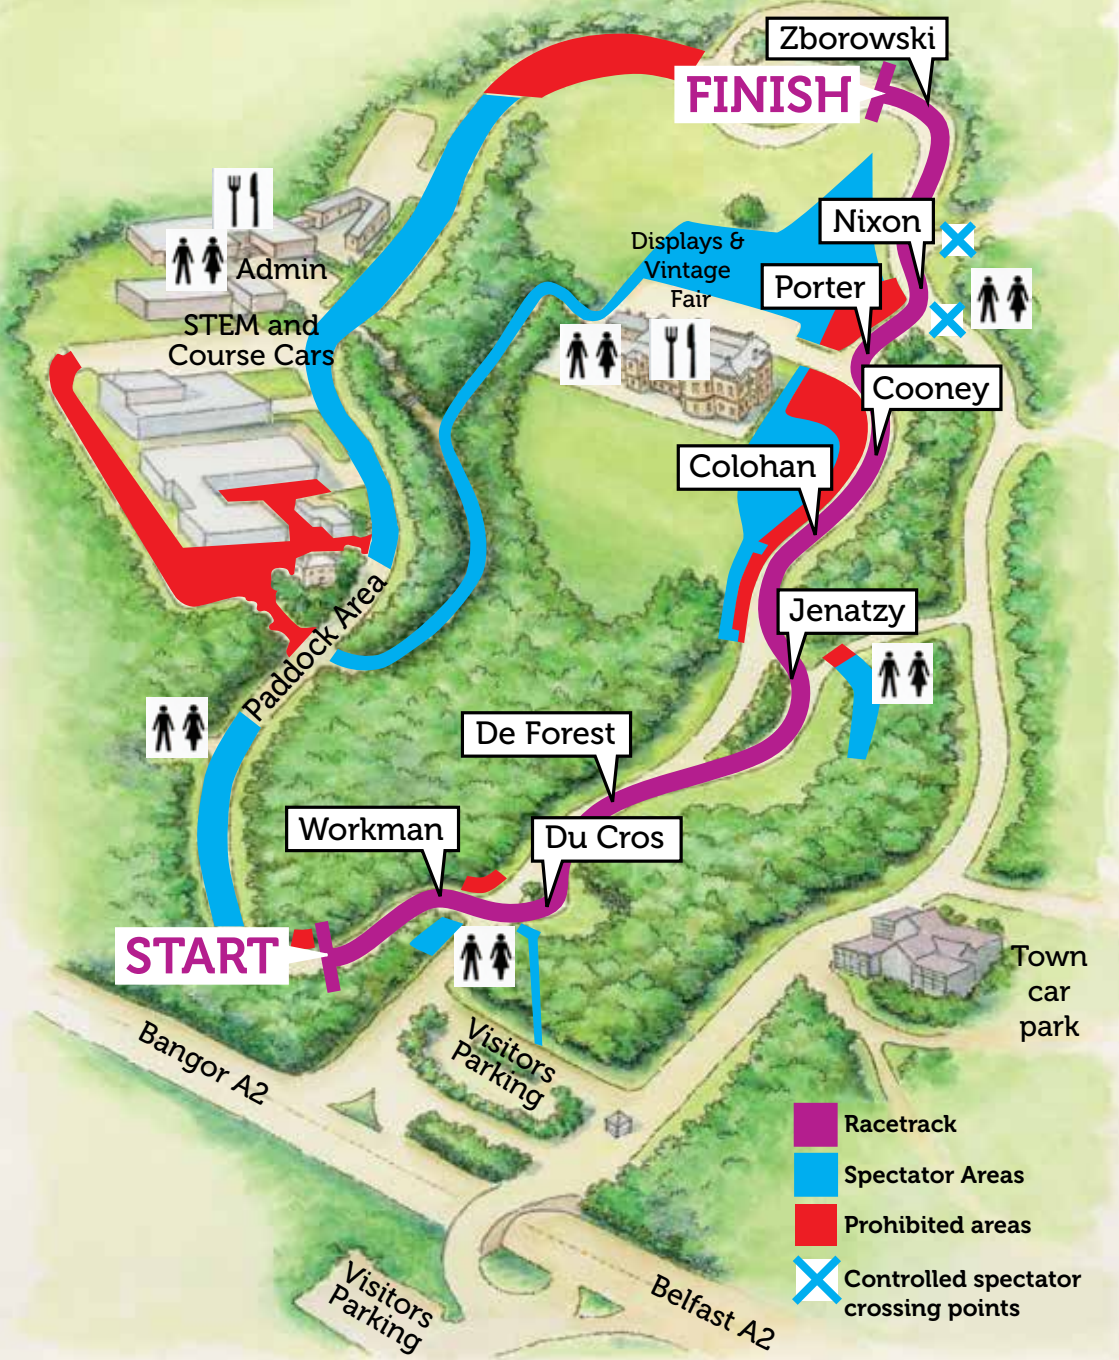 Zborowski
FINISH
Nixon
Displays &
Vintage
Fair
Admin
Porter
STEM and
Course Cars
Cooney
Colohan
Paddock Area
Jenatzy
De Forest
Workman
Du Cros
START
Town
car
park
Visitors
Parking
Bangor A2
Racetrack
Spectator Areas
Prohibited areas
Controlled spectator
crossing points
Visitors
Parking
Belfast A2